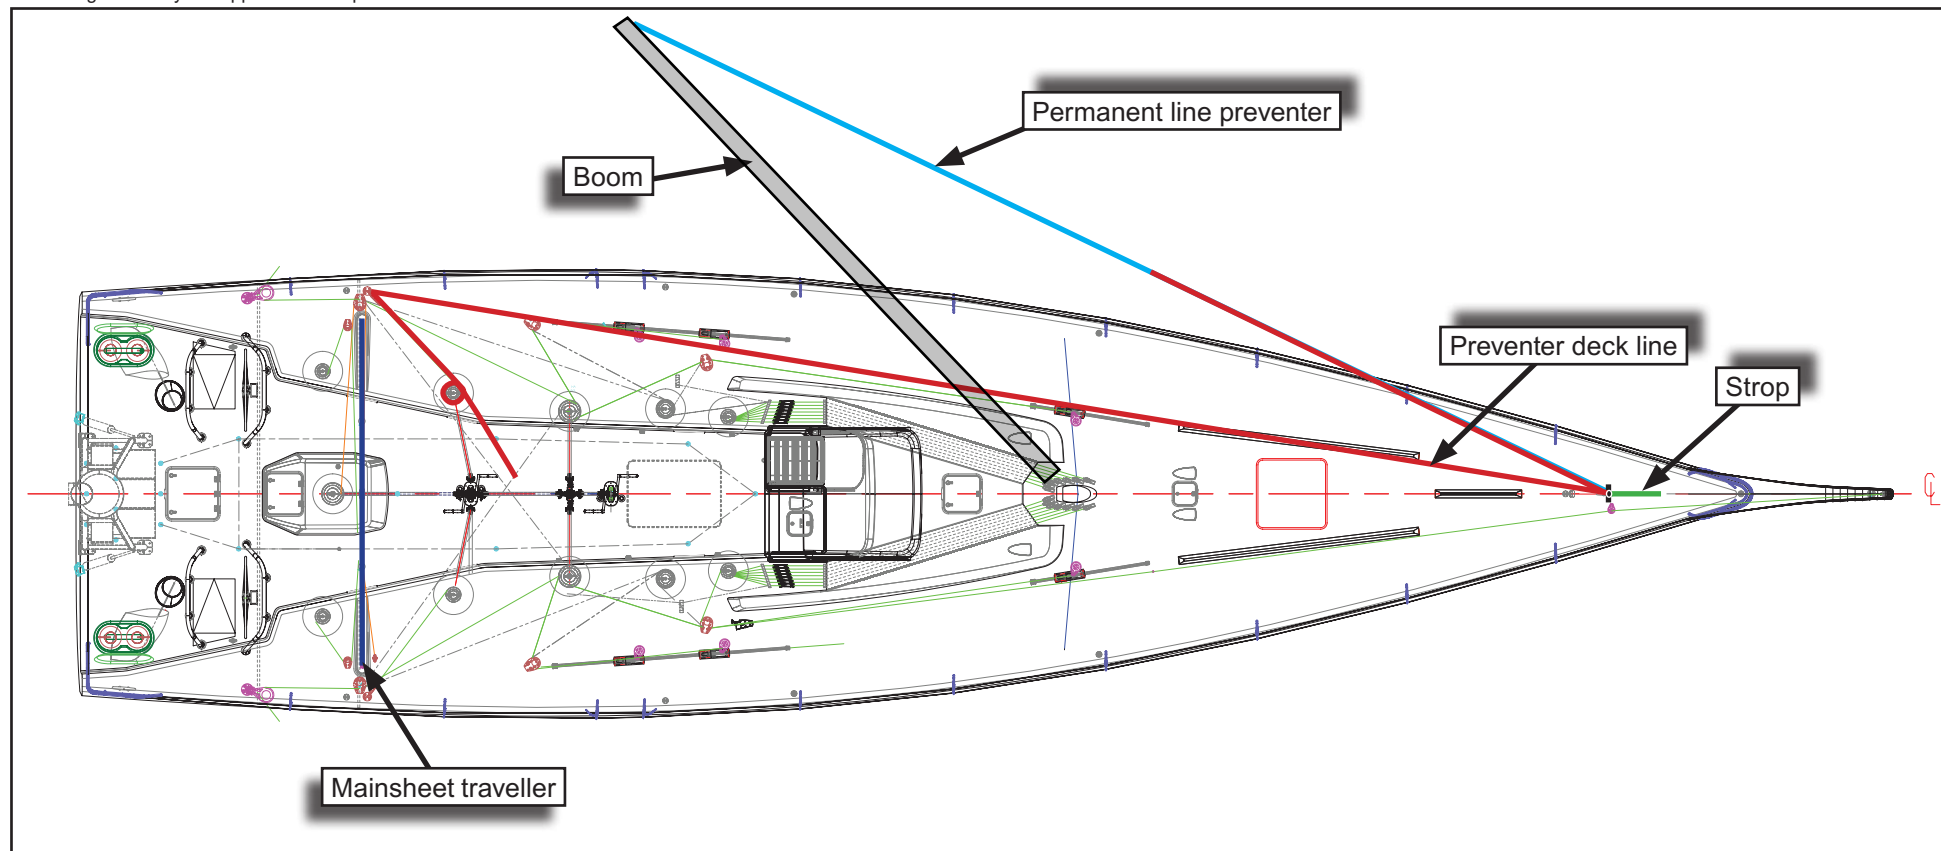 Permanent line preventer
Boom
Preventer deck line
Strop
Mainsheet traveller